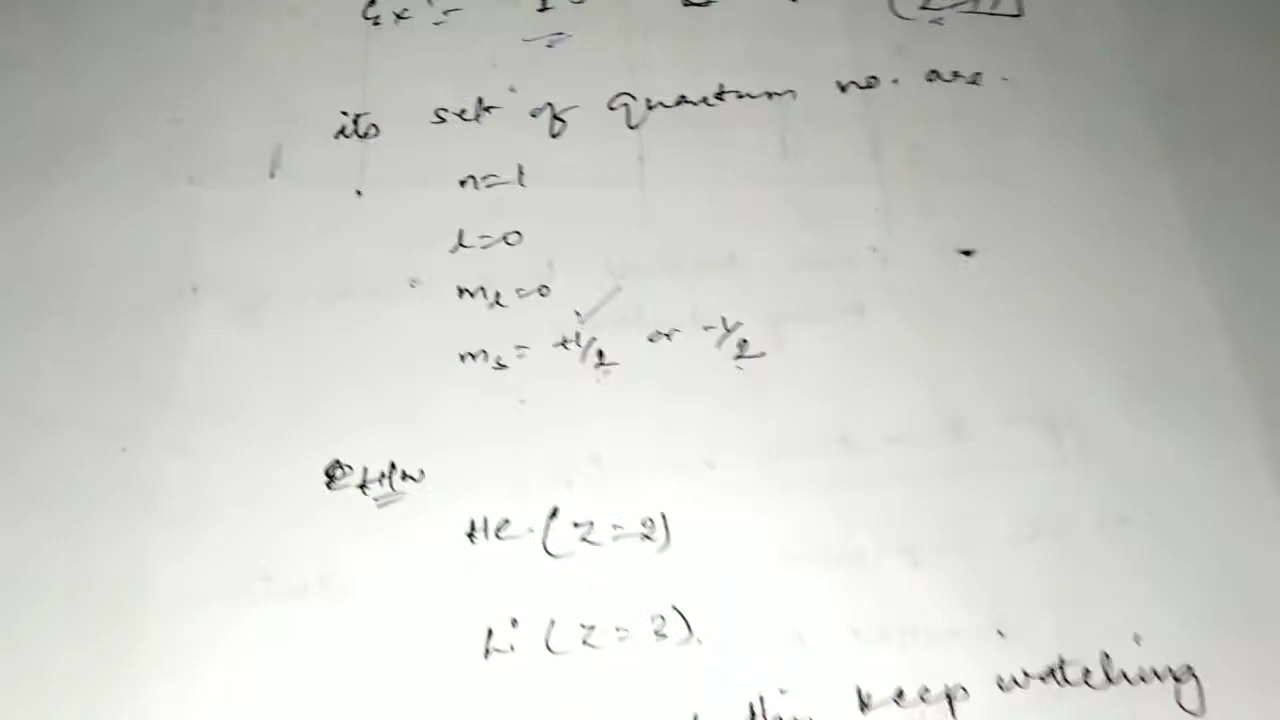 Ex:-
its set of quantum no. are.
n=1
l=0
ml=0
ms= +1/2 or -1/2
H/w
He (Z=2)
Li (Z=3).
keep watching